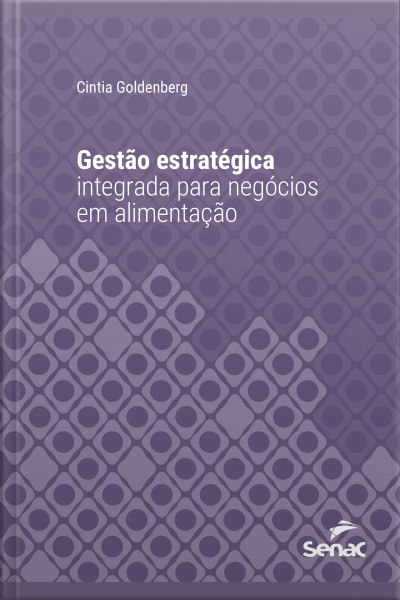 Cintia Goldenberg
Gestão estratégica
integrada para negócios
em alimentação
Senac